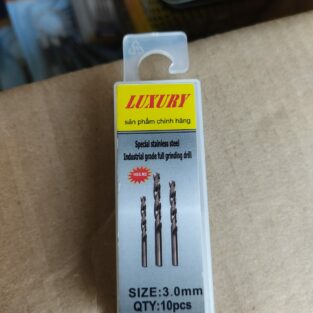 LUXURY
sản phẩm chính hãng
Special stainless steel
Industrial grade full grinding drill
SIZE:3.0mm
QTY:10pcs